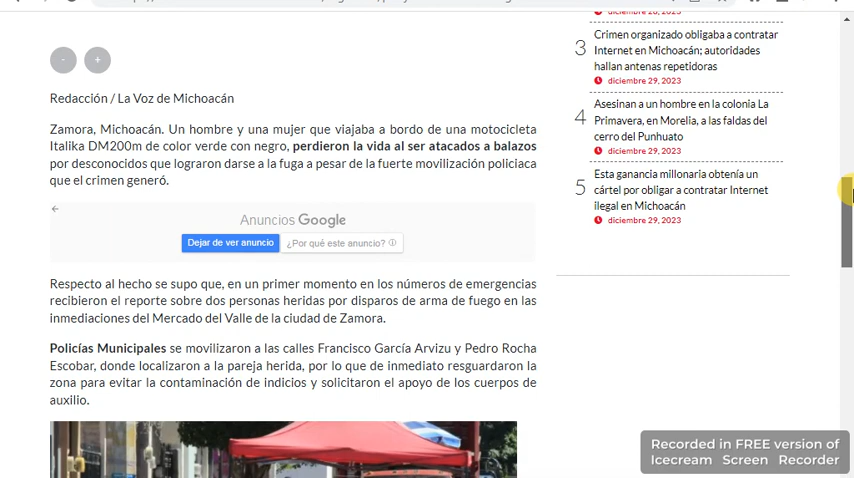 - +
Redacción / La Voz de Michoacán
Zamora, Michoacán. Un hombre y una mujer que viajaba a bordo de una motocicleta
Italika DM200m de color verde con negro, perdieron la vida al ser atacados a balazos
por desconocidos que lograron darse a la fuga a pesar de la fuerte movilización policiaca
que el crimen generó.
Anuncios Google
Dejar de ver anuncio ¿Por qué este anuncio?
Respecto al hecho se supo que, en un primer momento en los números de emergencias
recibieron el reporte sobre dos personas heridas por disparos de arma de fuego en las
inmediaciones del Mercado del Valle de la ciudad de Zamora.
Policías Municipales se movilizaron a las calles Francisco García Arvizu y Pedro Rocha
Escobar, donde localizaron a la pareja herida, por lo que de inmediato resguardaron la
zona para evitar la contaminación de indicios y solicitaron el apoyo de los cuerpos de
auxilio.
3
Crimen organizado obligaba a contratar
Internet en Michoacán; autoridades
hallan antenas repetidoras
diciembre 29, 2023
4
Asesinan a un hombre en la colonia La
Primavera, en Morelia, a las faldas del
cerro del Punhuato
diciembre 29, 2023
5
Esta ganancia millonaria obtenía un
cártel por obligar a contratar Internet
ilegal en Michoacán
diciembre 29, 2023
Recorded in FREE version of
Icecream Screen Recorder